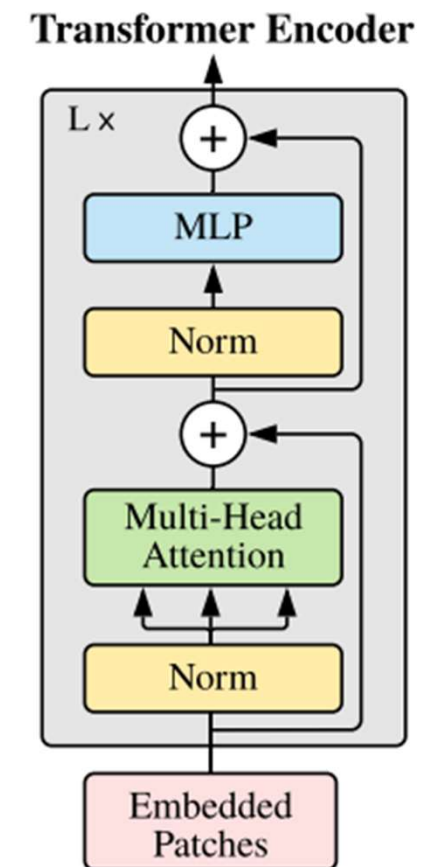 Transformer Encoder
L x
+
MLP
Norm
+
Multi-Head
Attention
Norm
Embedded
Patches